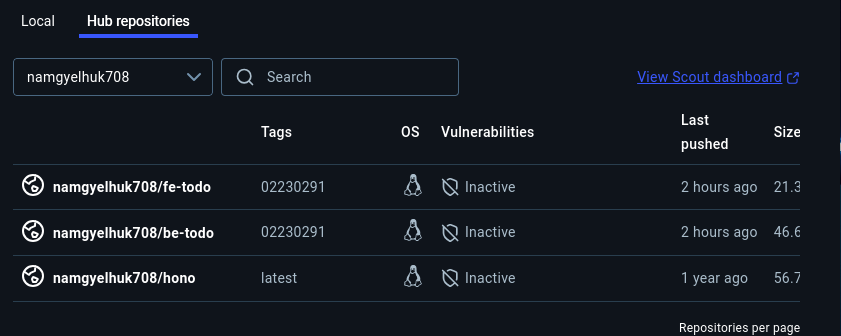 Local Hub repositories
namgyelhuk708 Search View Scout dashboard
Tags OS Vulnerabilities Last pushed Size
namgyelhuk708/fe-todo 02230291 Inactive 2 hours ago 21.3
namgyelhuk708/be-todo 02230291 Inactive 2 hours ago 46.6
namgyelhuk708/hono latest Inactive 1 year ago 56.7
Repositories per page